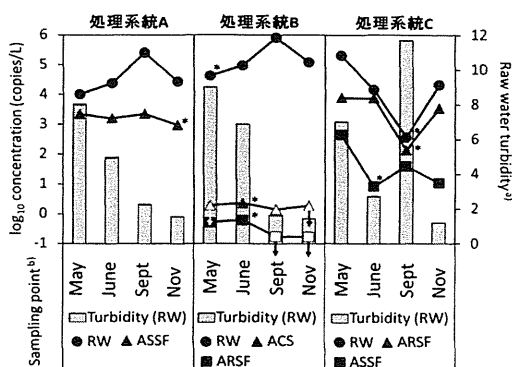 処理系統A 処理系統B 処理系統C
log10 concentration (copies/L)
6
5
4
3
2
1
0
-1
* * * * * * *
12
10
8
6
4
2
0
Raw water turbidity a)
Sampling point b)
May June Sept Nov May June Sept Nov May June Sept Nov
Turbidity (RW) Turbidity (RW) Turbidity (RW)
RW ASSF RW ACS RW ARSF
ARSF ASSF